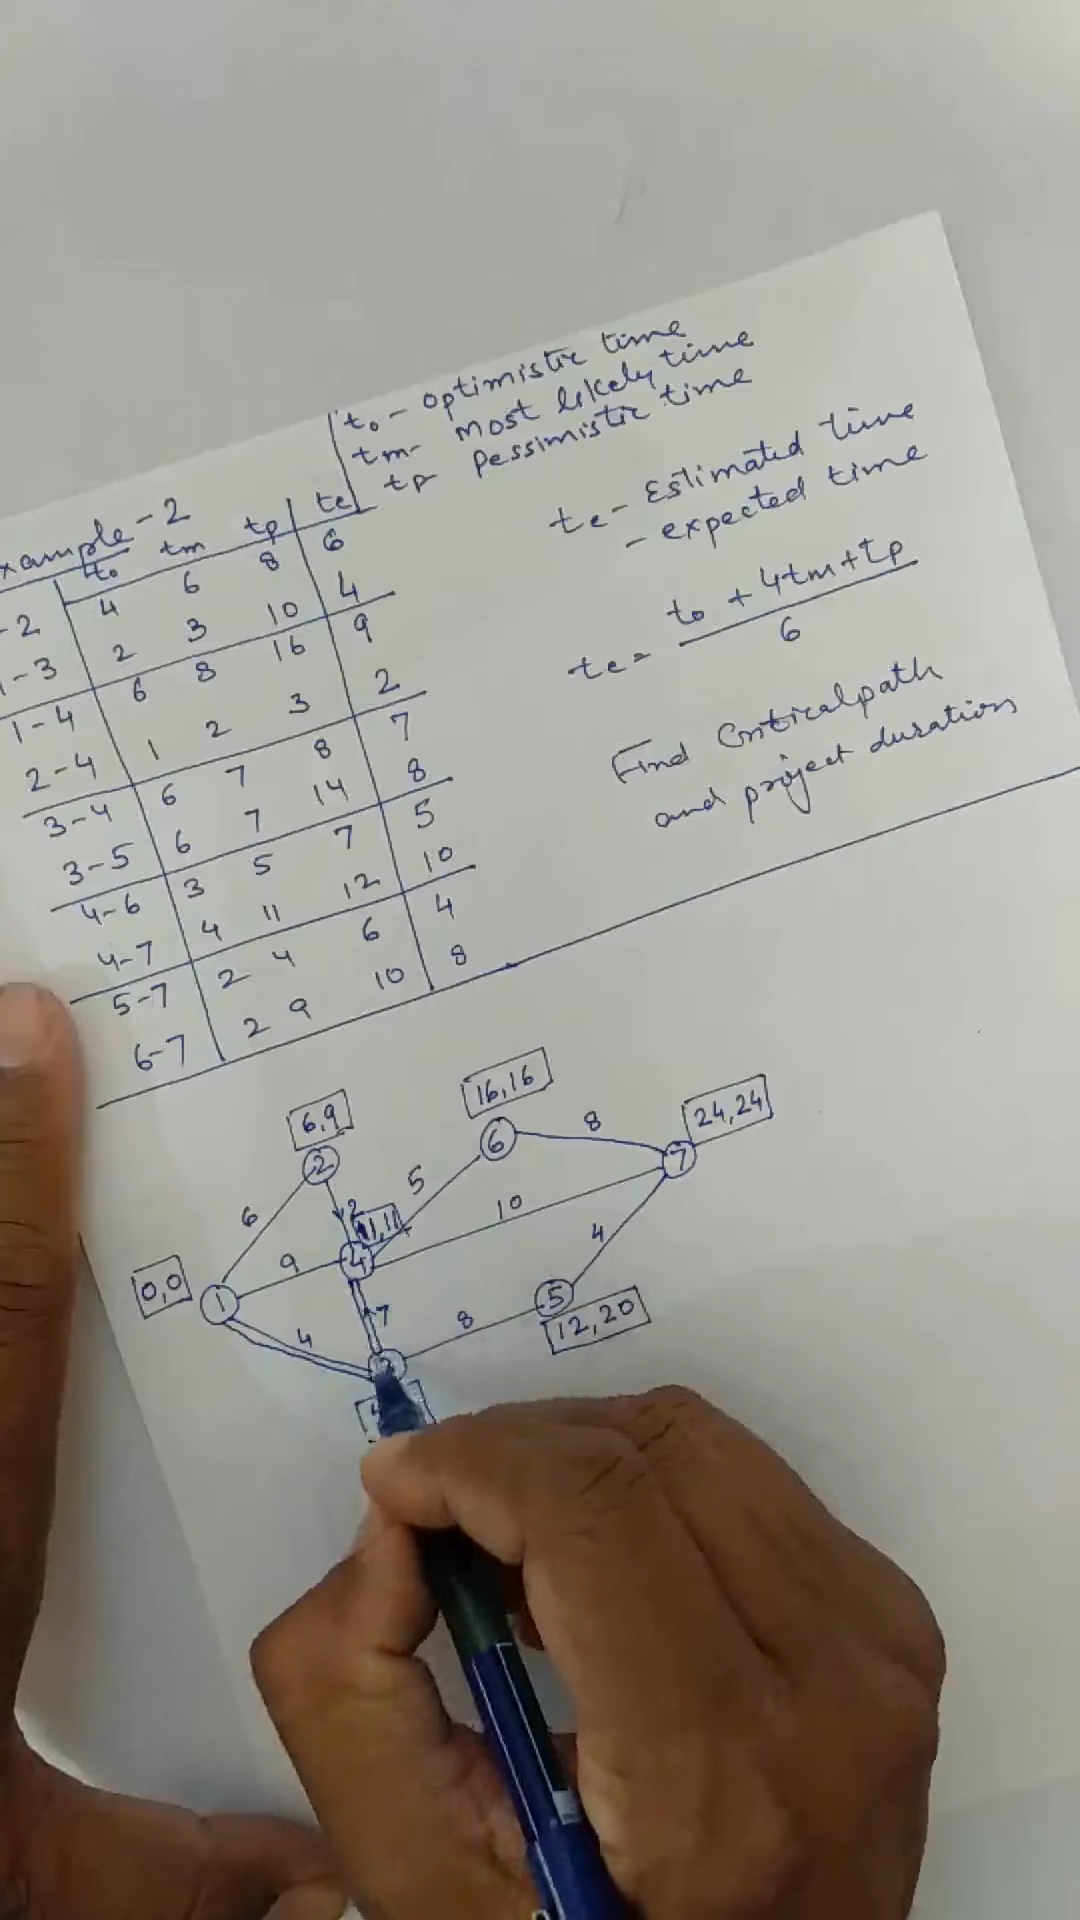 xample-2
to tm tp te
-2 4 6 8 6
1-3 2 3 10 4
1-4 6 8 16 9
2-4 1 2 3 2
3-4 6 7 8 7
3-5 6 7 14 8
4-6 3 5 7 5
4-7 4 11 12 10
5-7 2 4 6 4
6-7 2 9 10 8
to - optimistic time
tm - most likely time
tp - Pessimistic time
te - Estimated time
- expected time
te = to + 4tm + tp
6
Find Critical path
and project duration
16,16
24,24
6,9
6
8
7
2
5
6
2
10
11,11
4
9
4
0,0
1
7
5
12,20
8
4